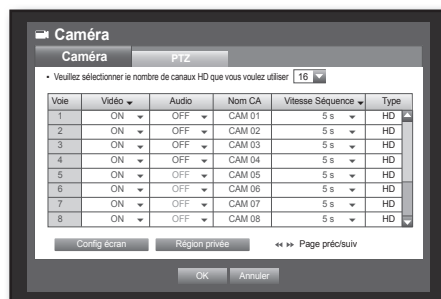 Caméra
Caméra PTZ
• Veuillez sélectionner ie nombre de canaux HD que vous voulez utiliser 16
Voie Vidéo Audio Nom CA Vitesse Séquence Type
1 ON OFF CAM 01 5 s HD
2 ON OFF CAM 02 5 s HD
3 ON OFF CAM 03 5 s HD
4 ON OFF CAM 04 5 s HD
5 ON OFF CAM 05 5 s HD
6 ON OFF CAM 06 5 s HD
7 ON OFF CAM 07 5 s HD
8 ON OFF CAM 08 5 s HD
Config écran Région privée Page préc/suiv
OK Annuler